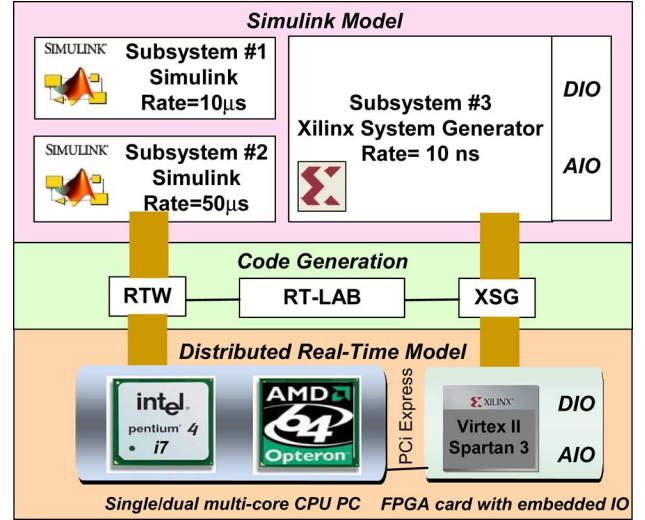 Simulink Model
SIMULINK
Subsystem #1
Simulink
Rate=10μs
SIMULINK
Subsystem #2
Simulink
Rate=50μs
Subsystem #3
Xilinx System Generator
Rate= 10 ns
DIO
AIO
Code Generation
RTW
RT-LAB
XSG
Distributed Real-Time Model
intel.
pentium 4
i7
AMD
64
Opteron
PCi Express
XILINX
Virtex II
Spartan 3
DIO
AIO
Single/dual multi-core CPU PC
FPGA card with embedded IO